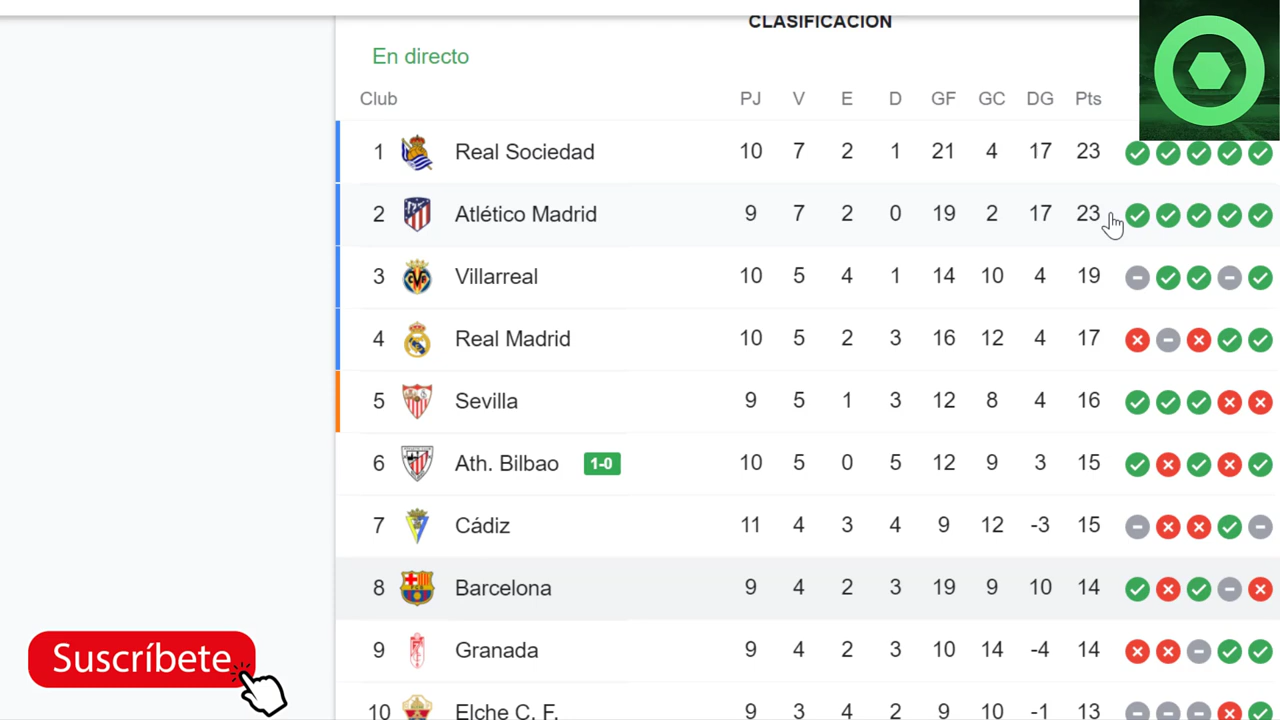 CLASIFICACIÓN
En directo
Club PJ V E D GF GC DG Pts
1 Real Sociedad 10 7 2 1 21 4 17 23
2 Atlético Madrid 9 7 2 0 19 2 17 23
3 Villarreal 10 5 4 1 14 10 4 19
4 Real Madrid 10 5 2 3 16 12 4 17
5 Sevilla 9 5 1 3 12 8 4 16
6 Ath. Bilbao 1-0 10 5 0 5 12 9 3 15
7 Cádiz 11 4 3 4 9 12 -3 15
8 Barcelona 9 4 2 3 19 9 10 14
9 Granada 9 4 2 3 10 14 -4 14
10 Elche C. F. 9 3 4 2 9 10 -1 13
Suscríbete